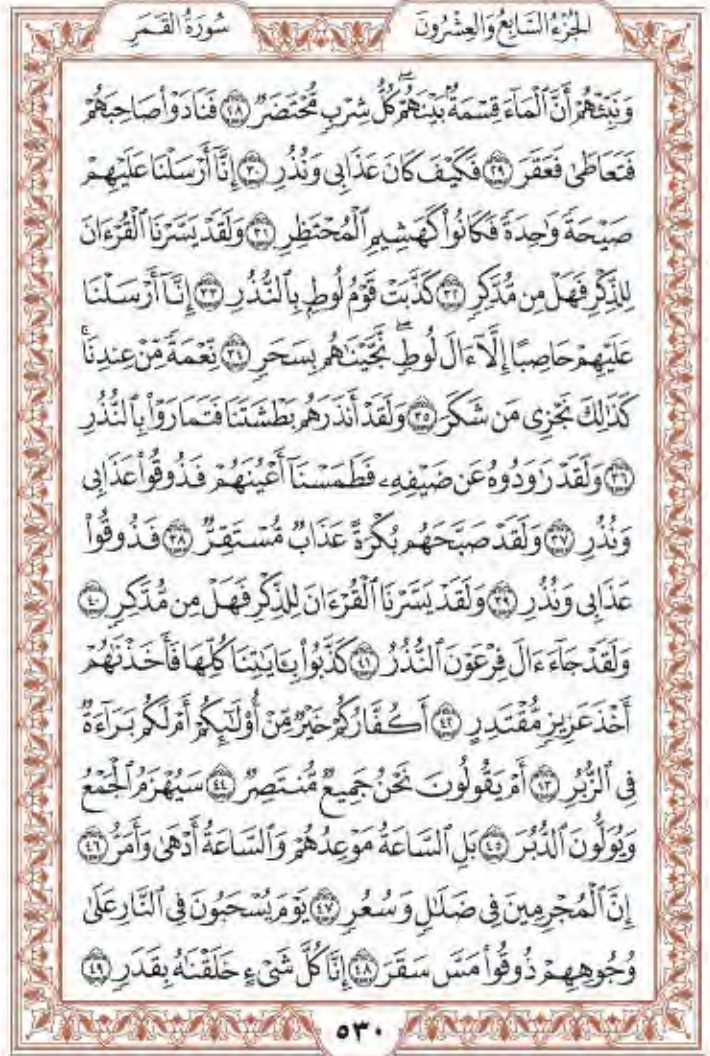 الجُزْءُ السَّابِعُ وَالعِشْرُونَ سُورَةُ القَمَر
وَنَبِّئْهُمْ أَنَّ ٱلْمَآءَ قِسْمَةٌۢ بَيْنَهُمْۖ كُلُّ شِرْبٍ مُّحْتَضَرٌ ٢٨ فَنَادَوْا۟ صَاحِبَهُمْ
فَتَعَاطَىٰ فَعَقَرَ ٢٩ فَكَيْفَ كَانَ عَذَابِى وَنُذُرِ ٣٠ إِنَّآ أَرْسَلْنَا عَلَيْهِمْ
صَيْحَةً وَٰحِدَةً فَكَانُوا۟ كَهَشِيمِ ٱلْمُحْتَظِرِ ٣١ وَلَقَدْ يَسَّرْنَا ٱلْقُرْءَانَ
لِلذِّكْرِ فَهَلْ مِن مُّدَّكِرٍ ٣٢ كَذَّبَتْ قَوْمُ لُوطٍۭ بِٱلنُّذُرِ ٣٣ إِنَّآ أَرْسَلْنَا
عَلَيْهِمْ حَاصِبًا إِلَّآ ءَالَ لُوطٍۖ نَّجَّيْنَٰهُم بِسَحَرٍ ٣٤ نِّعْمَةً مِّنْ عِندِنَاۚ
كَذَٰلِكَ نَجْزِى مَن شَكَرَ ٣٥ وَلَقَدْ أَنذَرَهُم بَطْشَتَنَا فَتَمَارَوْا۟ بِٱلنُّذُرِ
٣٦ وَلَقَدْ رَٰوَدُوهُ عَن ضَيْفِهِۦ فَطَمَسْنَآ أَعْيُنَهُمْ فَذُوقُوا۟ عَذَابِى
وَنُذُرِ ٣٧ وَلَقَدْ صَبَّحَهُم بُكْرَةً عَذَابٌ مُّسْتَقِرٌّ ٣٨ فَذُوقُوا۟
عَذَابِى وَنُذُرِ ٣٩ وَلَقَدْ يَسَّرْنَا ٱلْقُرْءَانَ لِلذِّكْرِ فَهَلْ مِن مُّدَّكِرٍ ٤٠
وَلَقَدْ جَآءَ ءَالَ فِرْعَوْنَ ٱلنُّذُرُ ٤١ كَذَّبُوا۟ بِـَٔايَٰتِنَا كُلِّهَا فَأَخَذْنَٰهُمْ
أَخْذَ عَزِيزٍ مُّقْتَدِرٍ ٤٢ أَكُفَّارُكُمْ خَيْرٌ مِّنْ أُو۟لَٰٓئِكُمْ أَمْ لَكُم بَرَآءَةٌ
فِى ٱلزُّبُرِ ٤٣ أَمْ يَقُولُونَ نَحْنُ جَمِيعٌ مُّنتَصِرٌ ٤٤ سَيُهْزَمُ ٱلْجَمْعُ
وَيُوَلُّونَ ٱلدُّبُرَ ٤٥ بَلِ ٱلسَّاعَةُ مَوْعِدُهُمْ وَٱلسَّاعَةُ أَدْهَىٰ وَأَمَرُّ ٤٦
إِنَّ ٱلْمُجْرِمِينَ فِى ضَلَٰلٍ وَسُعُرٍ ٤٧ يَوْمَ يُسْحَبُونَ فِى ٱلنَّارِ عَلَىٰ
وُجُوهِهِمْ ذُوقُوا۟ مَسَّ سَقَرَ ٤٨ إِنَّا كُلَّ شَىْءٍ خَلَقْنَٰهُ بِقَدَرٍ ٤٩
٥٣٠